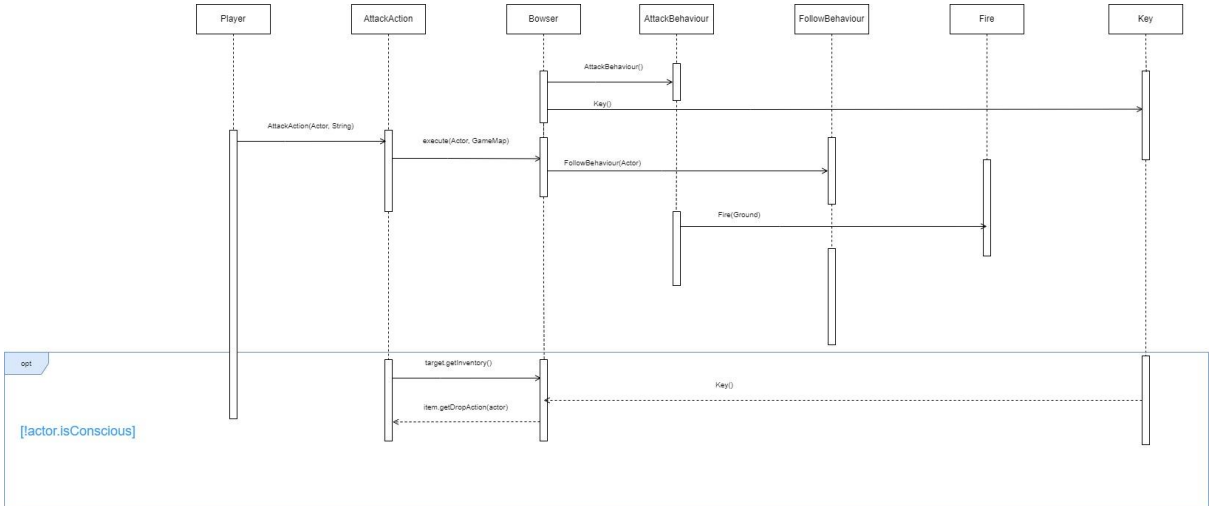 Player
AttackAction
Bowser
AttackBehaviour
FollowBehaviour
Fire
Key
AttackBehaviour()
Key()
AttackAction(Actor, String)
execute(Actor, GameMap)
FollowBehaviour(Actor)
Fire(Ground)
opt
target.getInventory()
Key()
item.getDropAction(actor)
[!actor.isConscious]